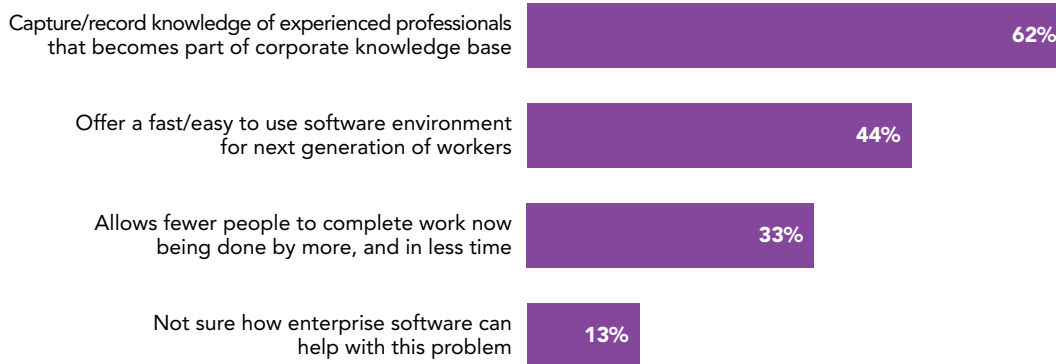 Capture/record knowledge of experienced professionals
that becomes part of corporate knowledge base
62%
Offer a fast/easy to use software environment
for next generation of workers
44%
Allows fewer people to complete work now
being done by more, and in less time
33%
Not sure how enterprise software can
help with this problem
13%